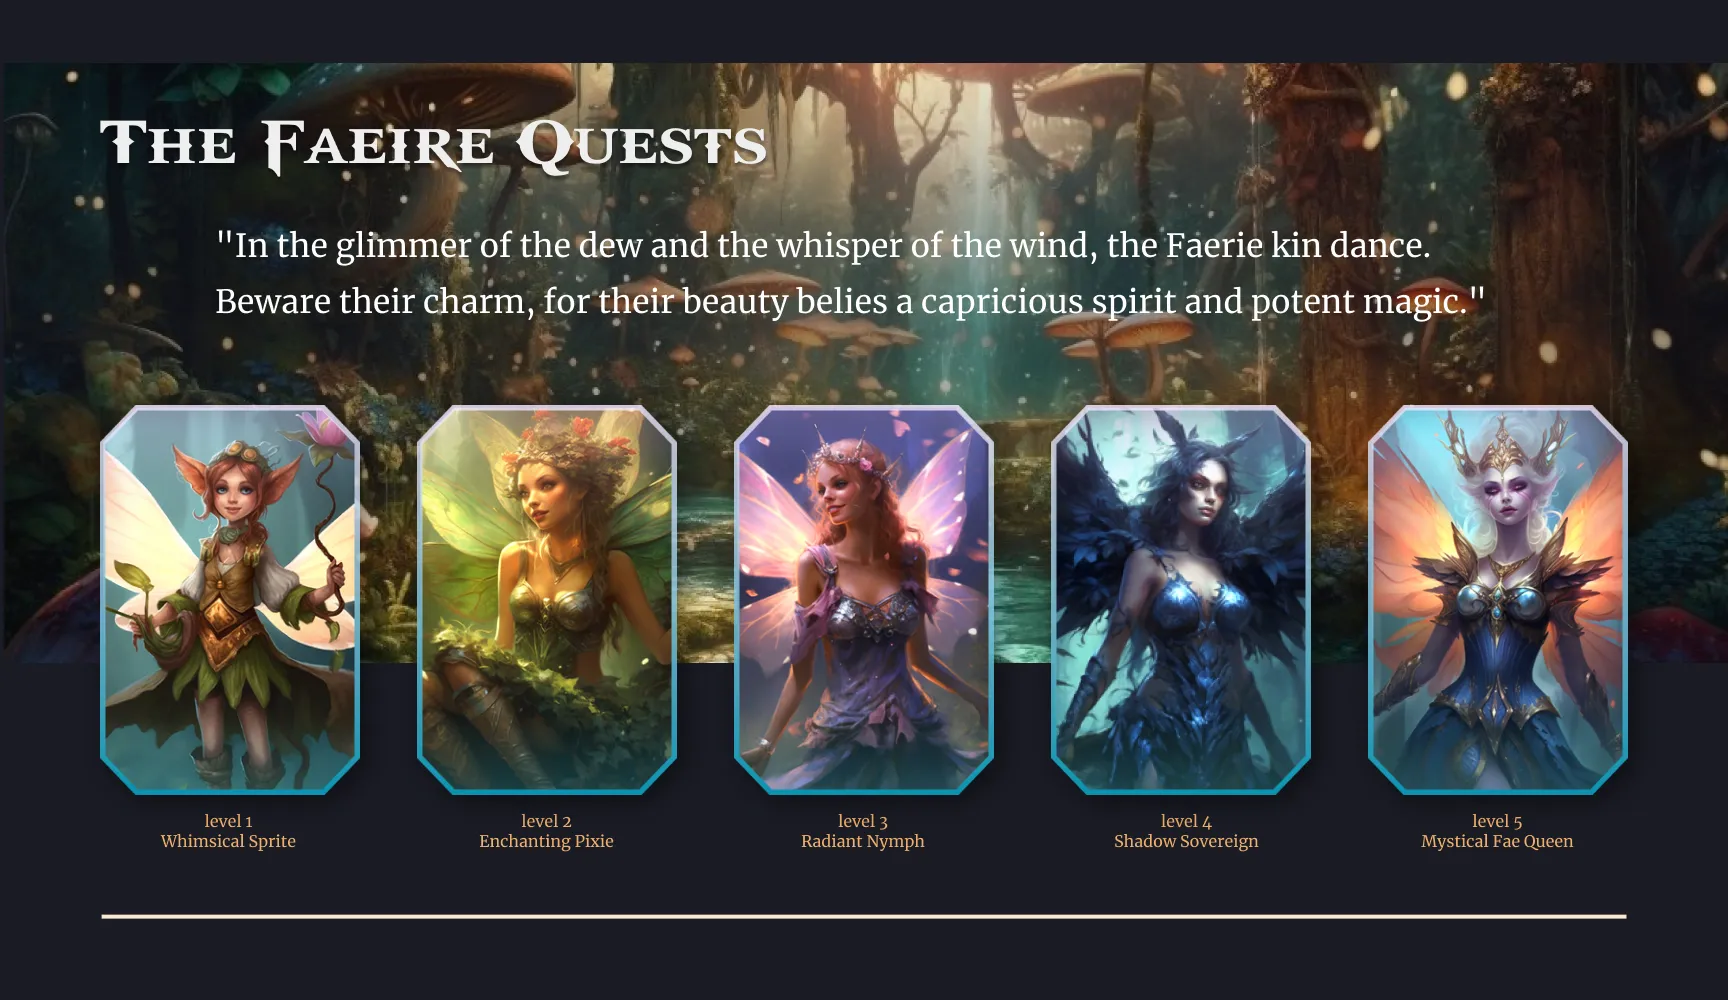 The Faeire Quests
"In the glimmer of the dew and the whisper of the wind, the Faerie kin dance.
Beware their charm, for their beauty belies a capricious spirit and potent magic."
level 1
Whimsical Sprite
level 2
Enchanting Pixie
level 3
Radiant Nymph
level 4
Shadow Sovereign
level 5
Mystical Fae Queen